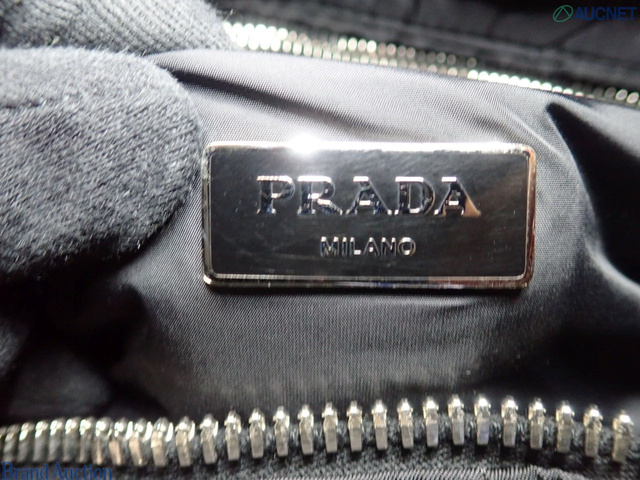 AUCNET
PRADA
MILANO
Brand Auction